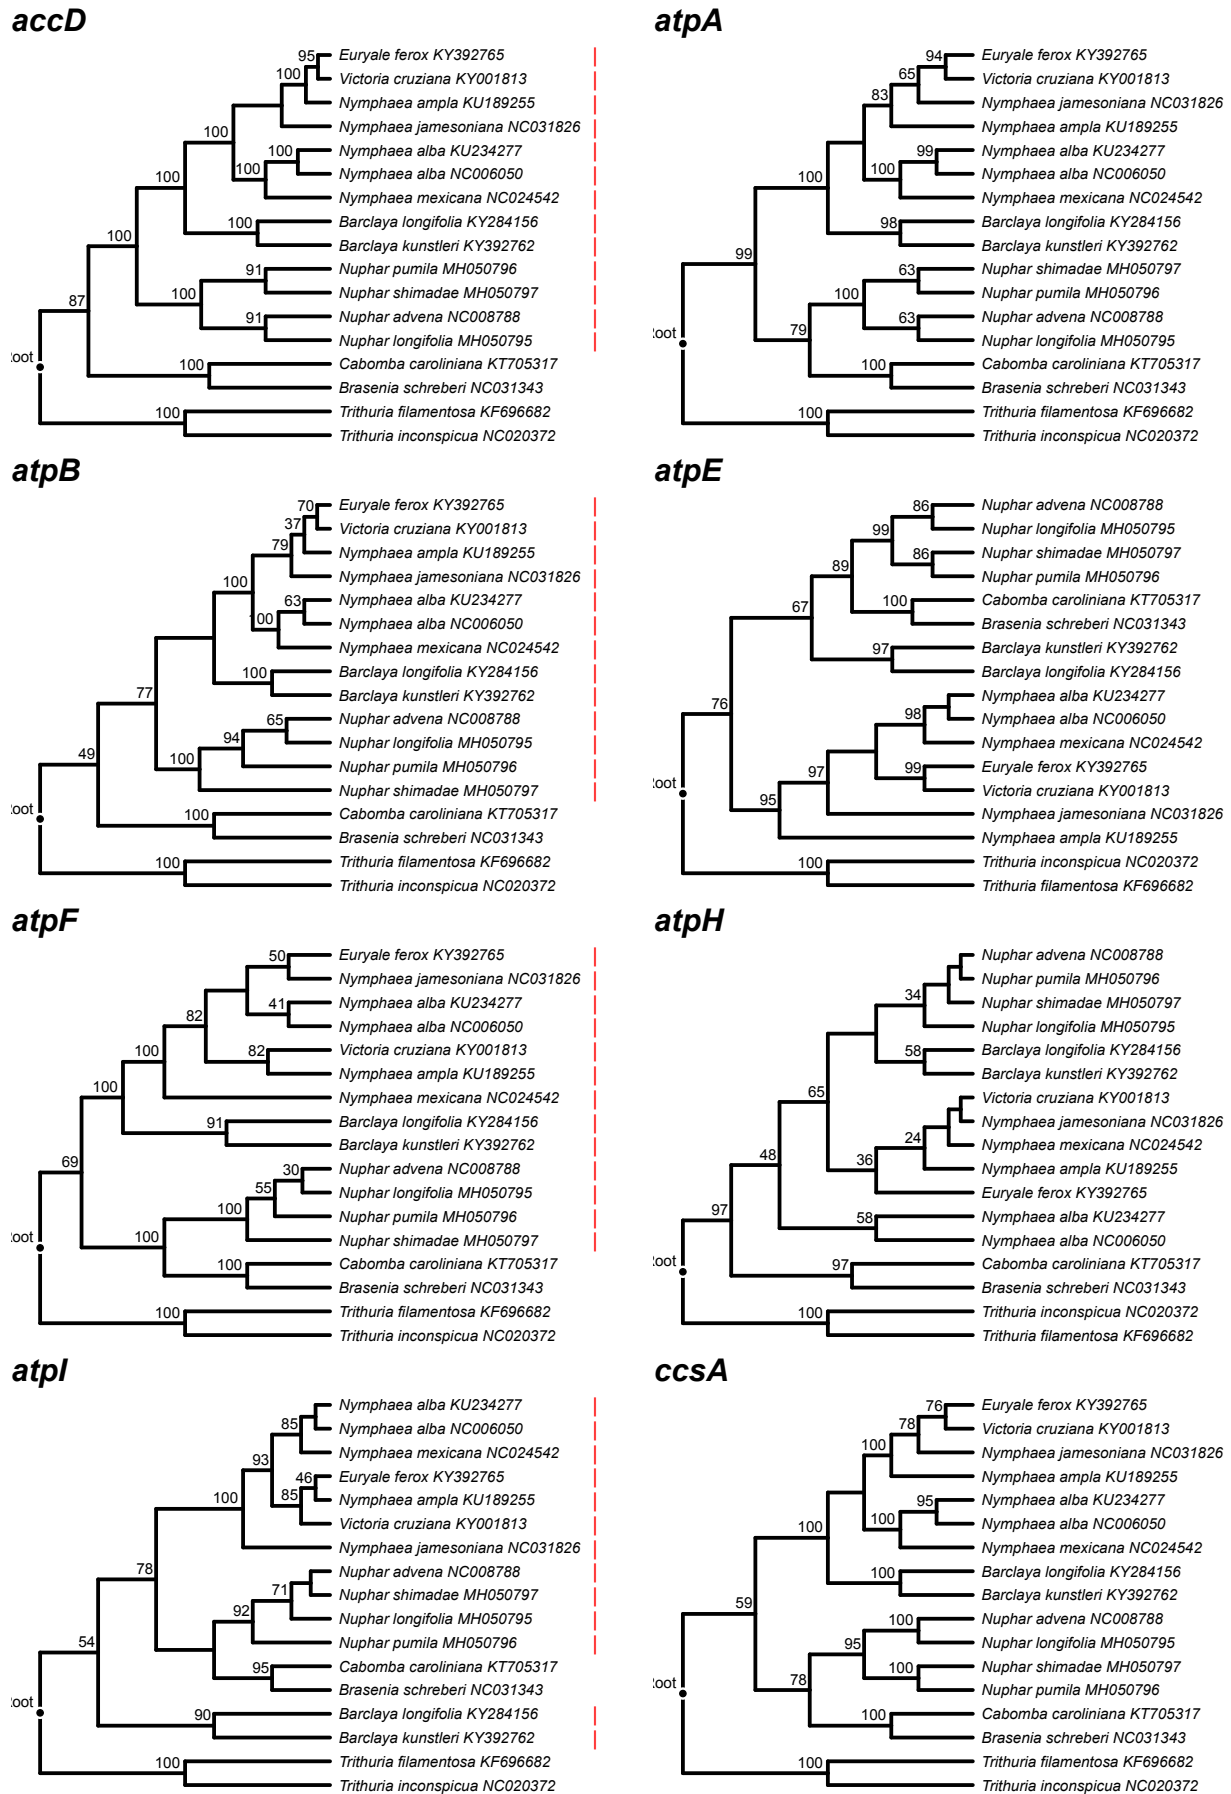 accD
95 Euryale ferox KY392765
100 Victoria cruziana KY001813
Nymphaea ampla KU189255
100 Nymphaea jamesoniana NC031826
100 Nymphaea alba KU234277
100 Nymphaea alba NC006050
100 Nymphaea mexicana NC024542
100 Barclaya longifolia KY284156
100 Barclaya kunstleri KY392762
91 Nuphar pumila MH050796
100 Nuphar shimadae MH050797
87 91 Nuphar advena NC008788
Nuphar longifolia MH050795
100 Cabomba caroliniana KT705317
Brasenia schreberi NC031343
100 Trithuria filamentosa KF696682
Trithuria inconspicua NC020372
atpA
94 Euryale ferox KY392765
65 Victoria cruziana KY001813
83 Nymphaea jamesoniana NC031826
Nymphaea ampla KU189255
99 Nymphaea alba KU234277
100 100 Nymphaea alba NC006050
Nymphaea mexicana NC024542
98 Barclaya longifolia KY284156
99 Barclaya kunstleri KY392762
63 Nuphar shimadae MH050797
100 Nuphar pumila MH050796
79 63 Nuphar advena NC008788
Nuphar longifolia MH050795
100 Cabomba caroliniana KT705317
Brasenia schreberi NC031343
100 Trithuria filamentosa KF696682
Trithuria inconspicua NC020372
atpB
70 Euryale ferox KY392765
37 Victoria cruziana KY001813
79 Nymphaea ampla KU189255
100 Nymphaea jamesoniana NC031826
63 Nymphaea alba KU234277
100 Nymphaea alba NC006050
Nymphaea mexicana NC024542
100 Barclaya longifolia KY284156
77 Barclaya kunstleri KY392762
65 Nuphar advena NC008788
94 Nuphar longifolia MH050795
49 100 Nuphar pumila MH050796
Nuphar shimadae MH050797
100 Cabomba caroliniana KT705317
Brasenia schreberi NC031343
100 Trithuria filamentosa KF696682
Trithuria inconspicua NC020372
atpE
86 Nuphar advena NC008788
99 Nuphar longifolia MH050795
86 Nuphar shimadae MH050797
89 Nuphar pumila MH050796
67 100 Cabomba caroliniana KT705317
Brasenia schreberi NC031343
97 Barclaya kunstleri KY392762
Barclaya longifolia KY284156
76 Nymphaea alba KU234277
98 Nymphaea alba NC006050
Nymphaea mexicana NC024542
97 99 Euryale ferox KY392765
Victoria cruziana KY001813
95 Nymphaea jamesoniana NC031826
Nymphaea ampla KU189255
100 Trithuria inconspicua NC020372
Trithuria filamentosa KF696682
atpF
50 Euryale ferox KY392765
Nymphaea jamesoniana NC031826
41 Nymphaea alba KU234277
82 Nymphaea alba NC006050
100 82 Victoria cruziana KY001813
Nymphaea ampla KU189255
100 Nymphaea mexicana NC024542
91 Barclaya longifolia KY284156
Barclaya kunstleri KY392762
69 30 Nuphar advena NC008788
55 Nuphar longifolia MH050795
100 Nuphar pumila MH050796
100 Nuphar shimadae MH050797
100 Cabomba caroliniana KT705317
Brasenia schreberi NC031343
100 Trithuria filamentosa KF696682
Trithuria inconspicua NC020372
atpH
Nuphar advena NC008788
Nuphar pumila MH050796
34 Nuphar shimadae MH050797
Nuphar longifolia MH050795
58 Barclaya longifolia KY284156
Barclaya kunstleri KY392762
65 Victoria cruziana KY001813
Nymphaea jamesoniana NC031826
24 Nymphaea mexicana NC024542
48 36 Nymphaea ampla KU189255
Euryale ferox KY392765
97 58 Nymphaea alba KU234277
Nymphaea alba NC006050
97 Cabomba caroliniana KT705317
Brasenia schreberi NC031343
100 Trithuria inconspicua NC020372
Trithuria filamentosa KF696682
atpI
Nymphaea alba KU234277
85 Nymphaea alba NC006050
Nymphaea mexicana NC024542
93 46 Euryale ferox KY392765
100 85 Nymphaea ampla KU189255
Victoria cruziana KY001813
Nymphaea jamesoniana NC031826
78 Nuphar advena NC008788
71 Nuphar shimadae MH050797
92 Nuphar longifolia MH050795
54 Nuphar pumila MH050796
95 Cabomba caroliniana KT705317
Brasenia schreberi NC031343
90 Barclaya longifolia KY284156
Barclaya kunstleri KY392762
100 Trithuria filamentosa KF696682
Trithuria inconspicua NC020372
ccsA
76 Euryale ferox KY392765
78 Victoria cruziana KY001813
100 Nymphaea jamesoniana NC031826
Nymphaea ampla KU189255
95 Nymphaea alba KU234277
100 100 Nymphaea alba NC006050
Nymphaea mexicana NC024542
100 Barclaya longifolia KY284156
59 Barclaya kunstleri KY392762
100 Nuphar advena NC008788
95 Nuphar longifolia MH050795
78 100 Nuphar shimadae MH050797
Nuphar pumila MH050796
100 Cabomba caroliniana KT705317
Brasenia schreberi NC031343
100 Trithuria filamentosa KF696682
Trithuria inconspicua NC020372